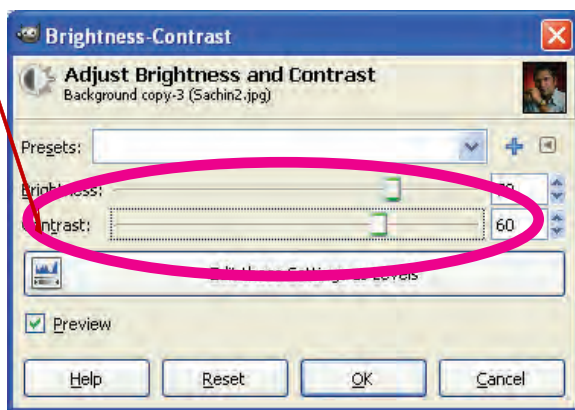 Brightness-Contrast
Adjust Brightness and Contrast
Background copy-3 (Sachin2.jpg)
Presets:
Brightness:
Contrast: 60
Preview
Help Reset OK Cancel